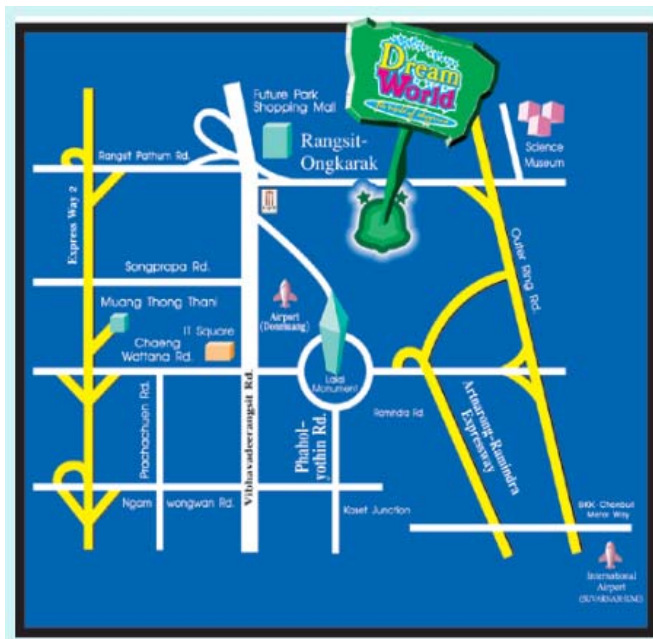 Dream
World
Future Park
Shopping Mall
Rangsit-
Ongkarak
Science
Museum
Rangsit Pathum Rd.
Express Way 2
Outer Ring Rd.
Songprapa Rd.
Muang Thong Thani
IT Square
Chaeng
Wattana Rd.
Airport
(Donmuang)
Laksi
Monument
Prachachuen Rd.
Vibhavadeerangsit Rd.
Phahol-
yothin Rd.
Ramindra Rd.
Artnarong-Ramindra
Expressway
Ngam
wongwan Rd.
Kaset Junction
BKK-Chonburi
Motor Way
International
Airport